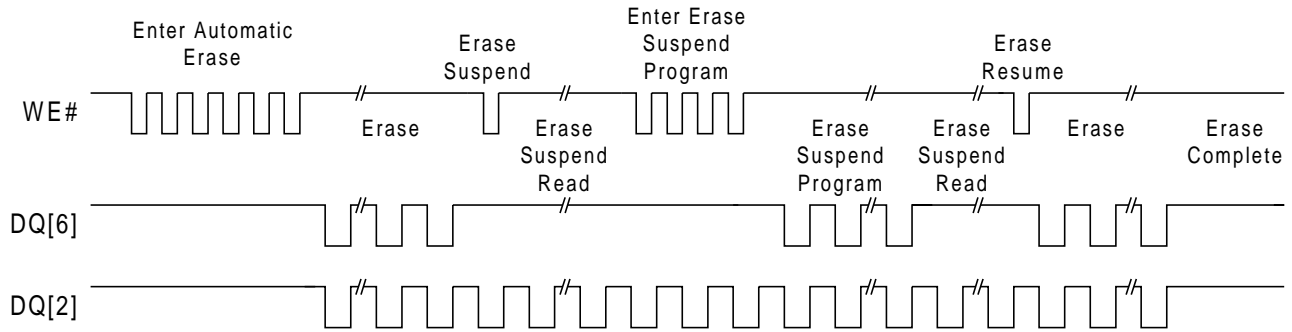 Enter Automatic
Erase
Erase
Suspend
Enter Erase
Suspend
Program
Erase
Resume
WE#
Erase
Erase
Suspend
Read
Erase
Suspend
Program
Erase
Suspend
Read
Erase
Erase
Complete
DQ[6]
DQ[2]